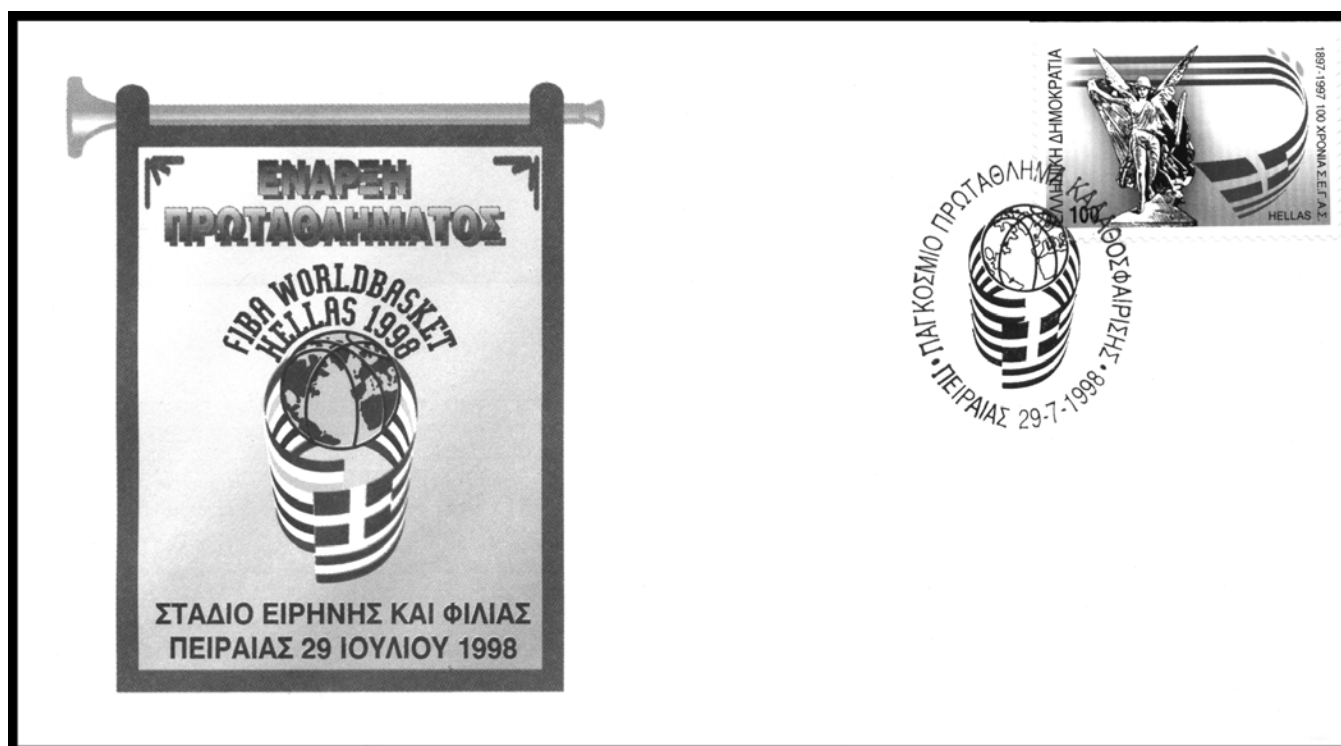 ΕΝΑΡΞΗ
ΠΡΩΤΑΘΛΗΜΑΤΟΣ
FIBA WORLDBASKET
HELLAS 1998
ΣΤΑΔΙΟ ΕΙΡΗΝΗΣ ΚΑΙ ΦΙΛΙΑΣ
ΠΕΙΡΑΙΑΣ 29 ΙΟΥΛΙΟΥ 1998
ΕΛΛΗΝΙΚΗ ΔΗΜΟΚΡΑΤΙΑ
100
1897-1997 100 ΧΡΟΝΙΑ Σ.Ε.Γ.Α.Σ.
HELLAS
ΠΑΓΚΟΣΜΙΟ ΠΡΩΤΑΘΛΗΜΑ ΚΑΛΑΘΟΣΦΑΙΡΙΣΗΣ
• ΠΕΙΡΑΙΑΣ 29-7-1998 •